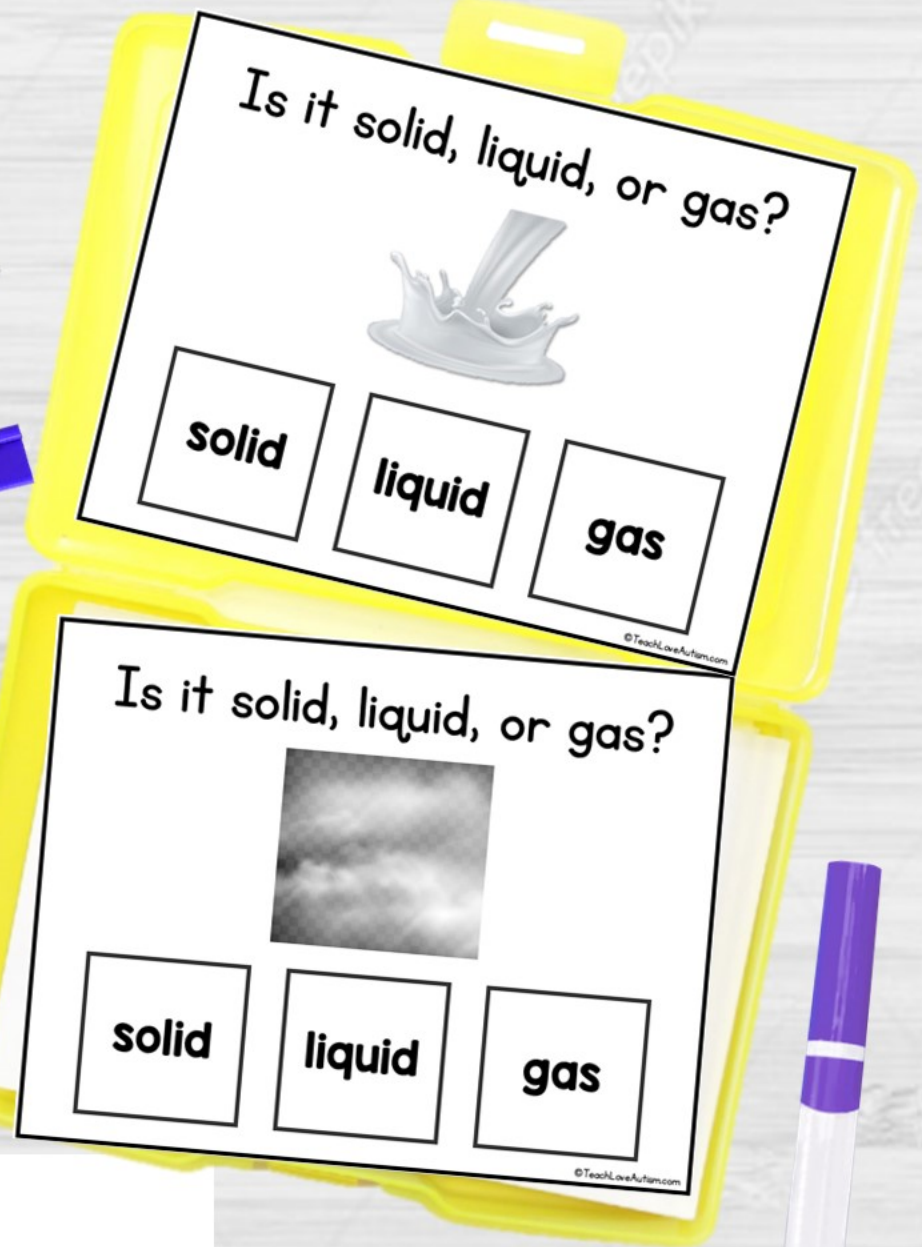 Is it solid, liquid, or gas?
solid
liquid
gas
©TeachLoveAutism.com
Is it solid, liquid, or gas?
solid
liquid
gas
©TeachLoveAutism.com